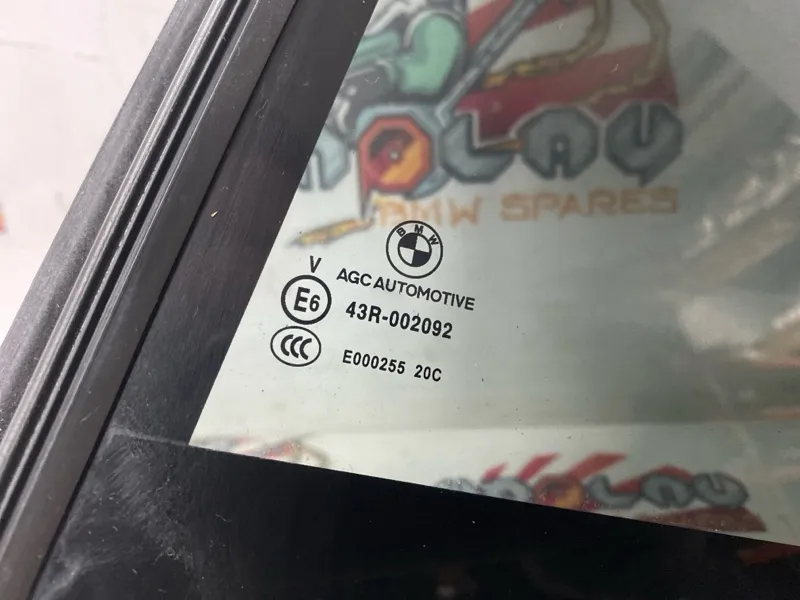 BMW SPARES
BMW
V
AGC AUTOMOTIVE
E6
43R-002092
CCC
E000255 20C